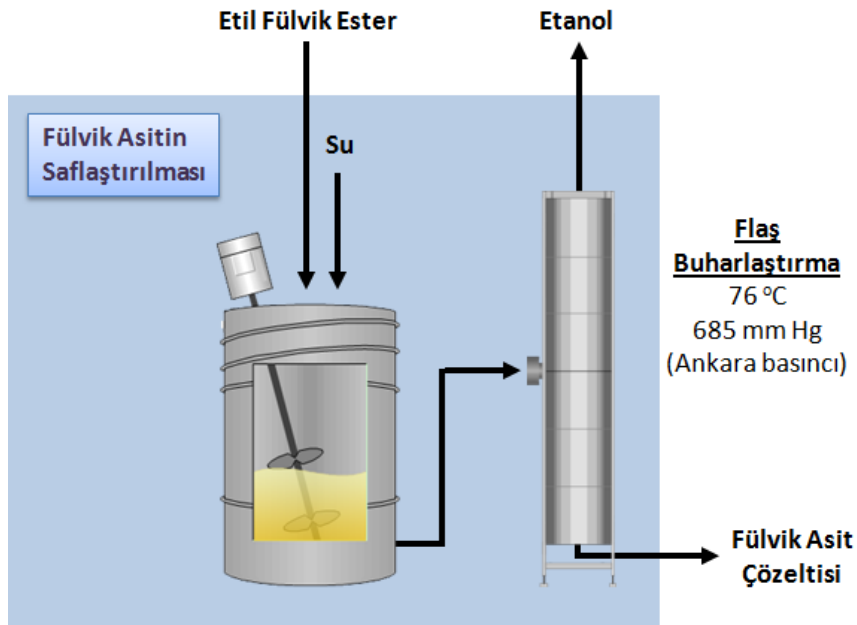 Etil Fülvik Ester
Etanol
Fülvik Asitin
Saflaştırılması
Su
Flaş
Buharlaştırma
76 °C
685 mm Hg
(Ankara basıncı)
Fülvik Asit
Çözeltisi